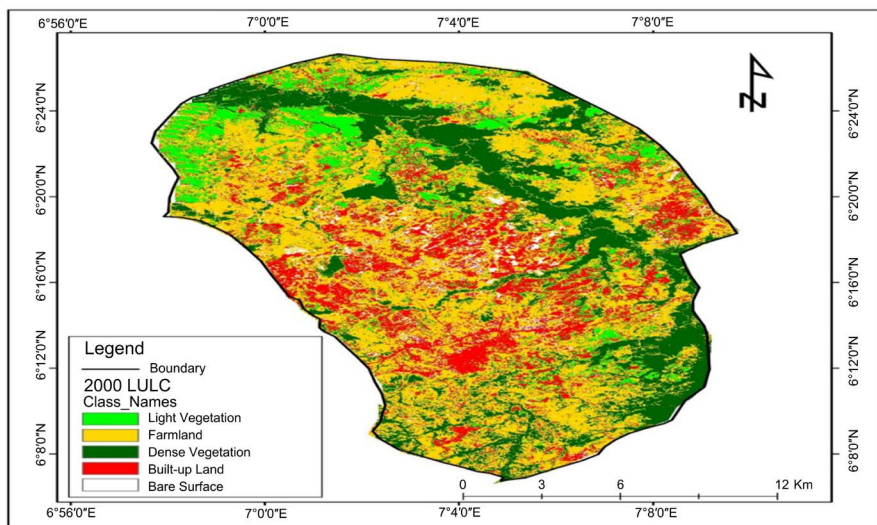 6°56'0"E 7°0'0"E 7°4'0"E 7°8'0"E
6°24'0"N 6°24'0"N
6°20'0"N 6°20'0"N
6°16'0"N 6°16'0"N
6°12'0"N 6°12'0"N
6°8'0"N 6°8'0"N
N
Legend
Boundary
2000 LULC
Class_Names
Light Vegetation
Farmland
Dense Vegetation
Built-up Land
Bare Surface
0 3 6 12 Km
6°56'0"E 7°0'0"E 7°4'0"E 7°8'0"E